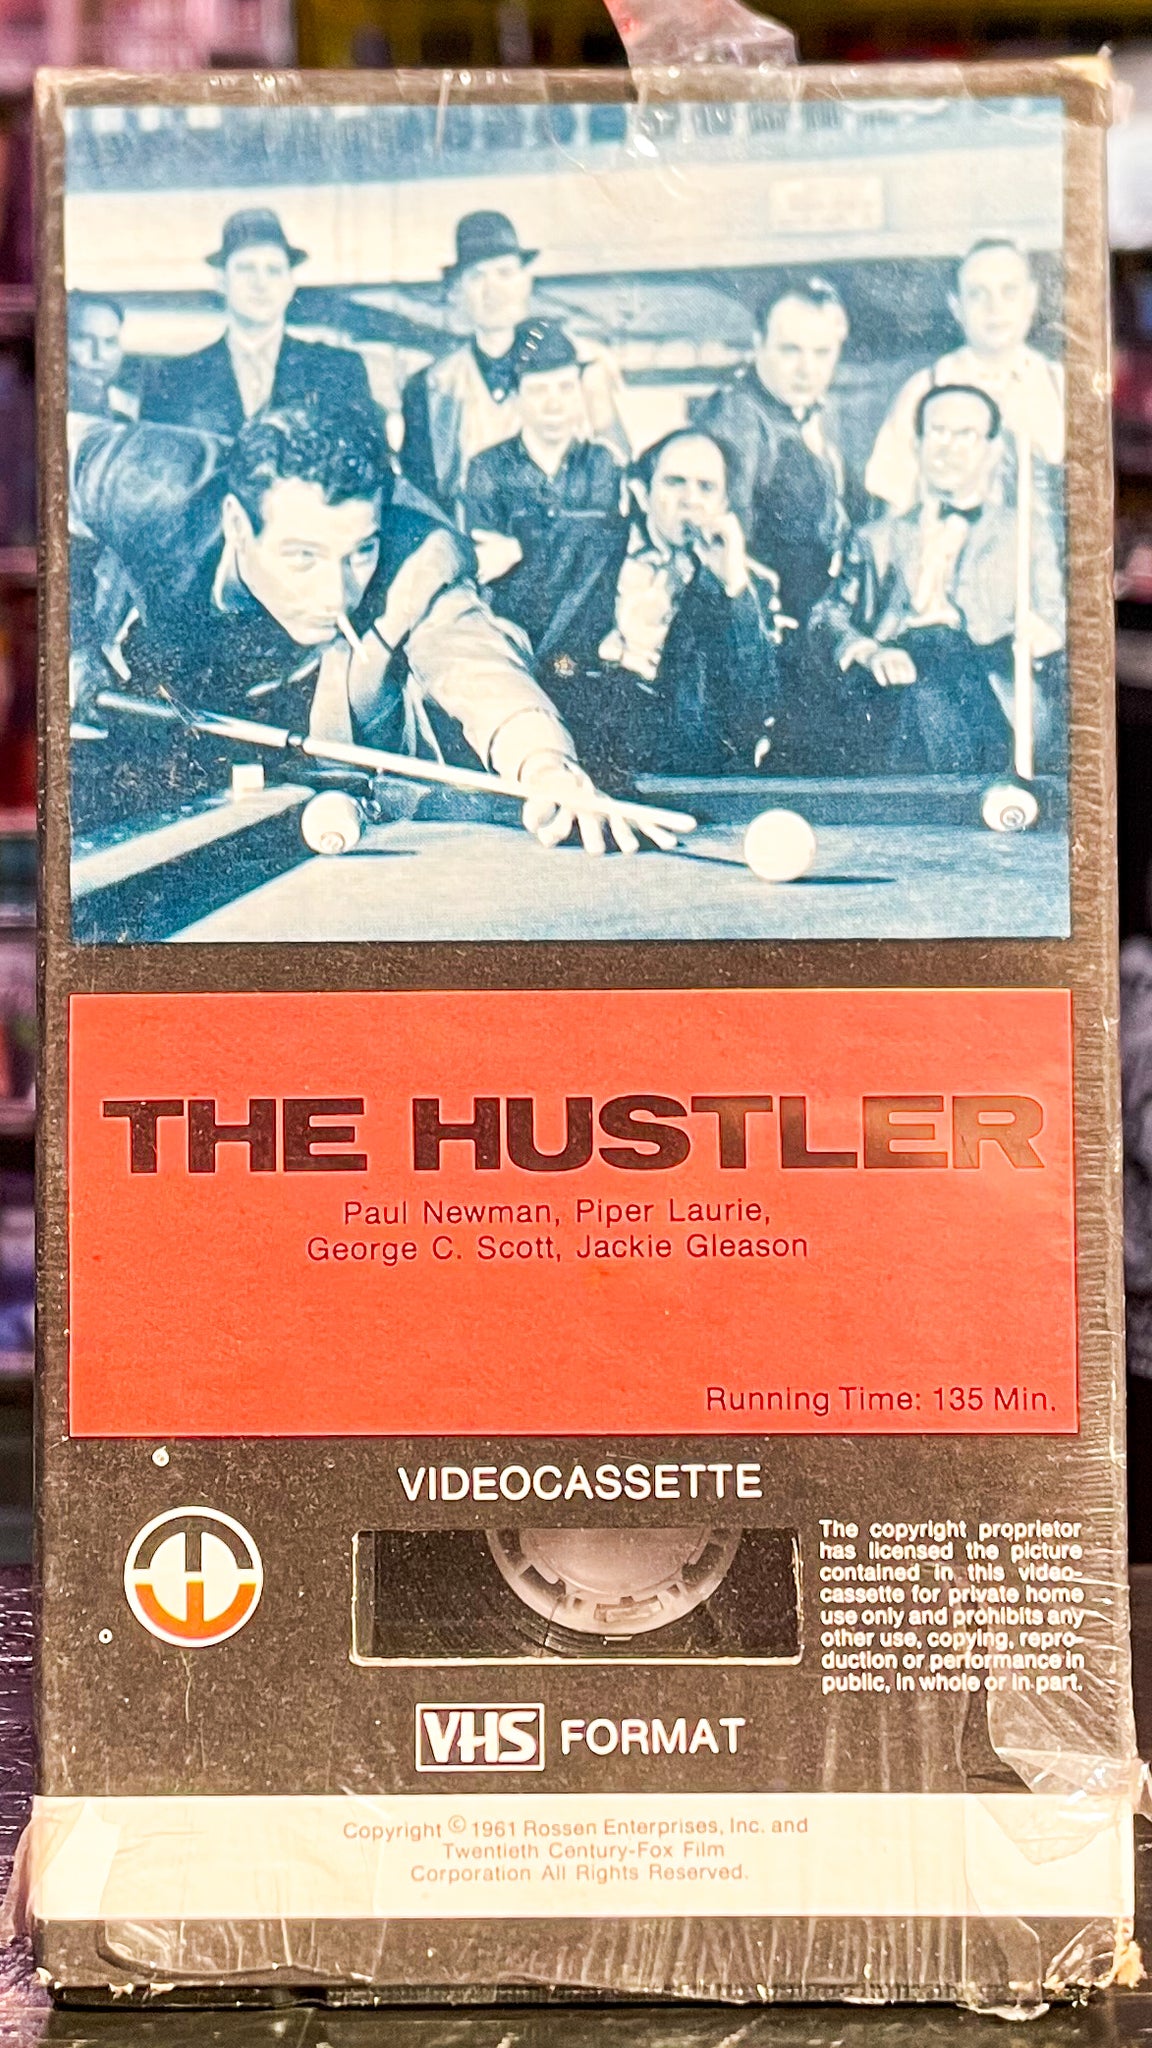 THE HUSTLER
Paul Newman, Piper Laurie,
George C. Scott, Jackie Gleason
Running Time: 135 Min.
VIDEOCASSETTE
The copyright proprietor
has licensed the picture
contained in this video-
cassette for private home
use only and prohibits any
other use, copying, repro-
duction or performance in
public, in whole or in part.
VHS FORMAT
Copyright © 1961 Rossen Enterprises, Inc. and
Twentieth Century-Fox Film
Corporation All Rights Reserved.